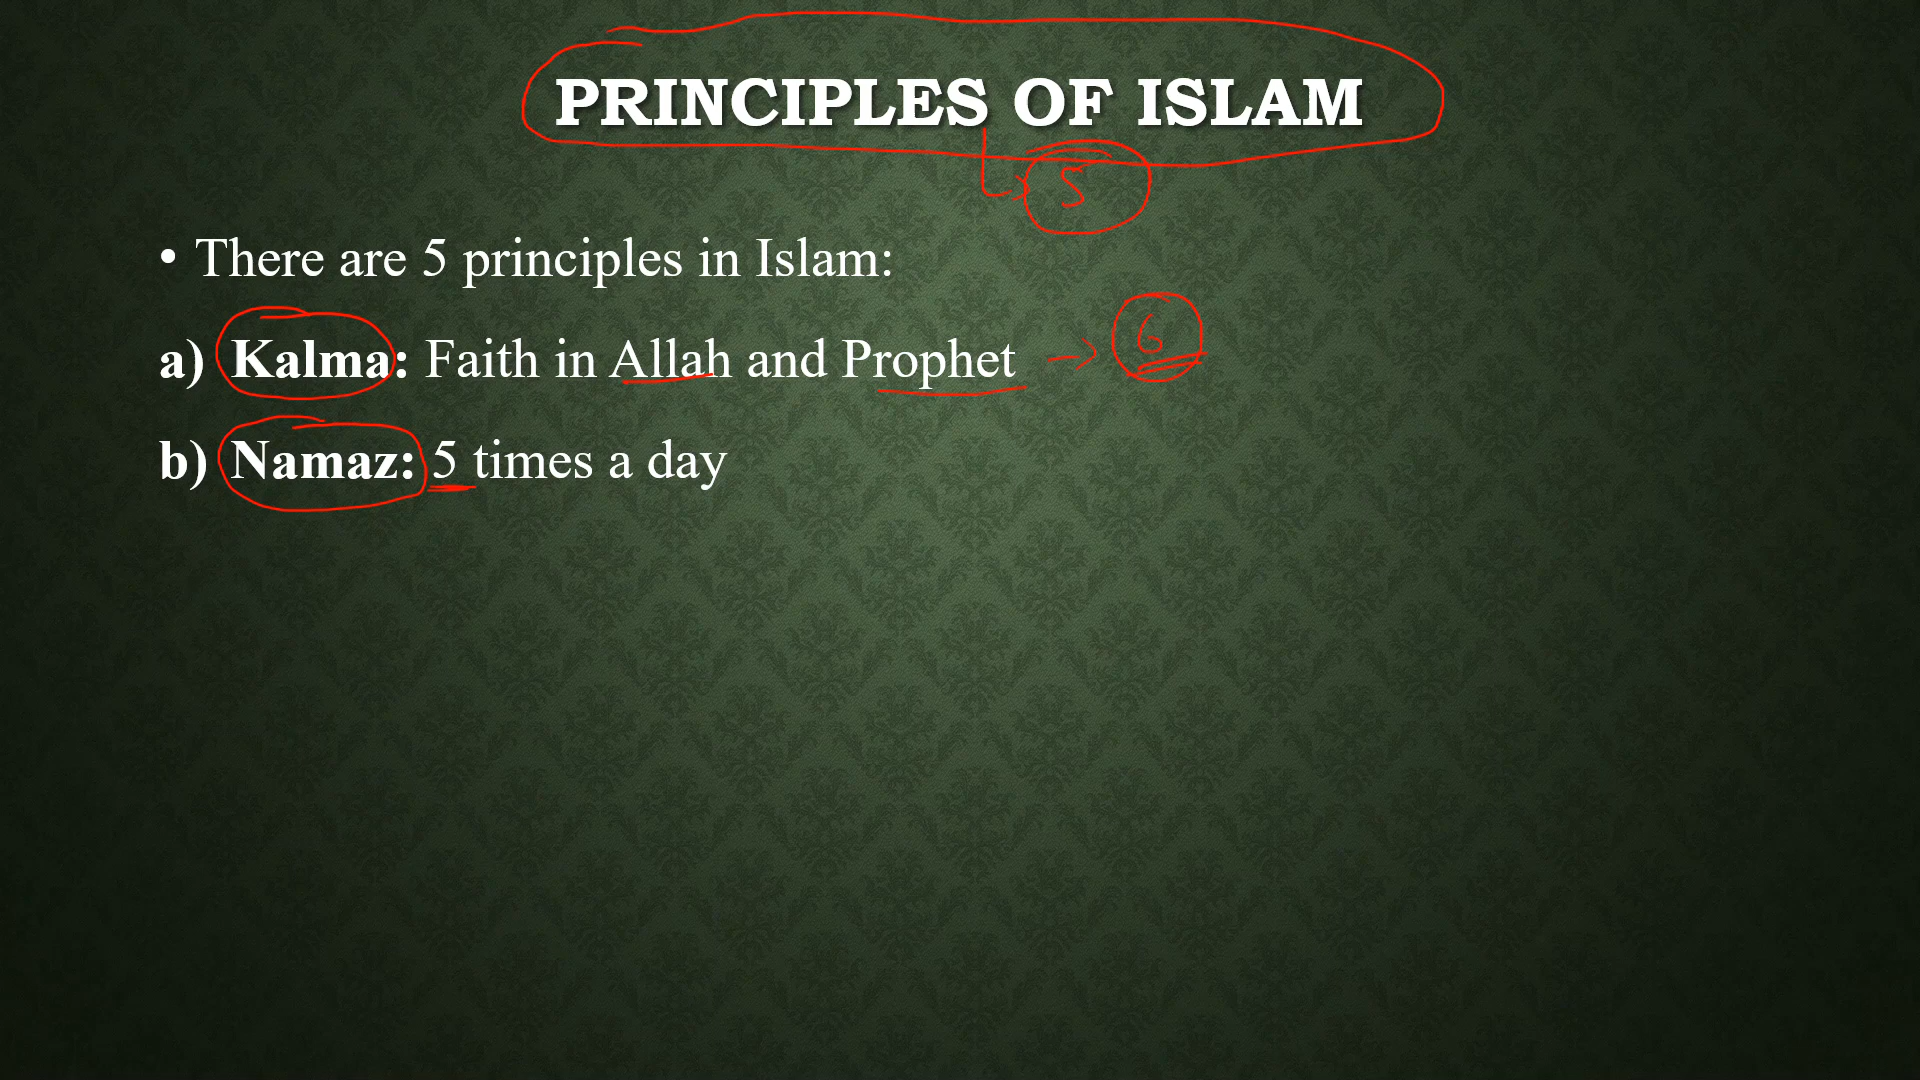 PRINCIPLES OF ISLAM
5
• There are 5 principles in Islam:
a) Kalma: Faith in Allah and Prophet → 6
b) Namaz: 5 times a day